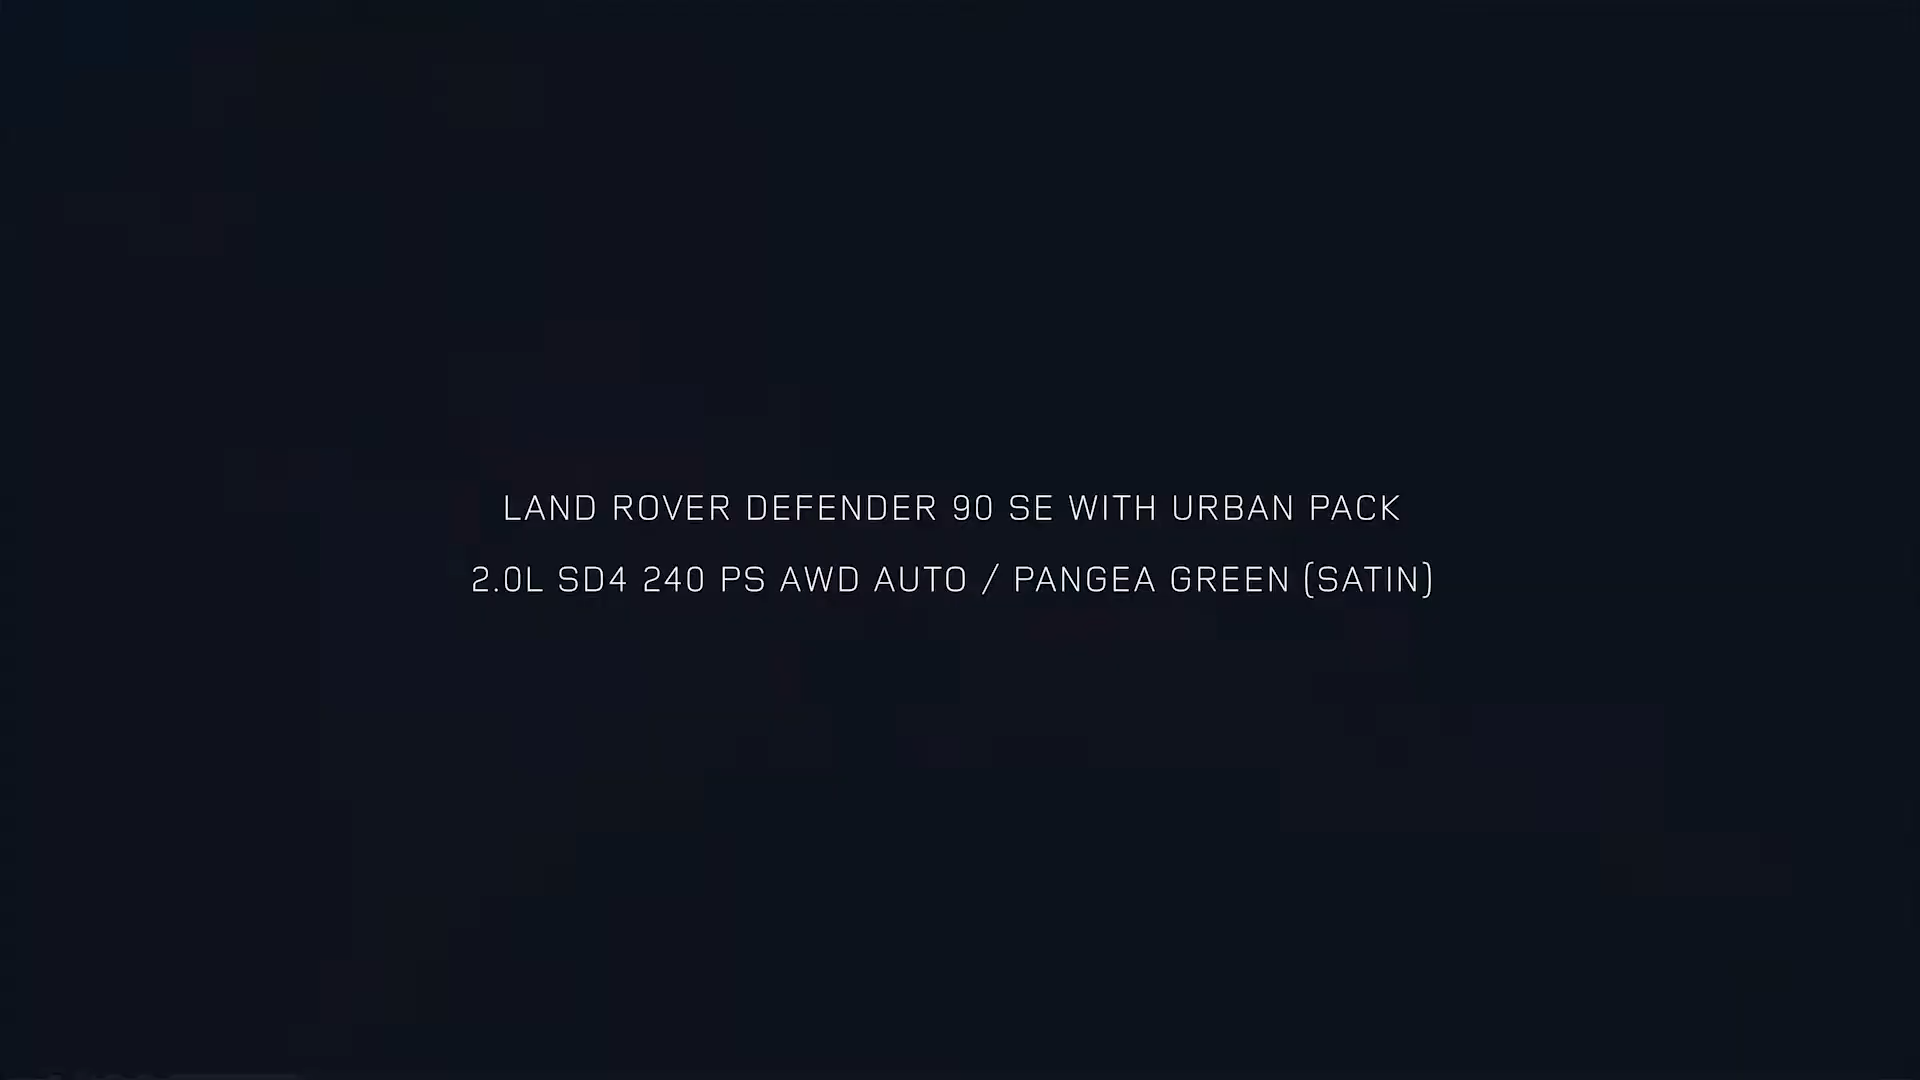 LAND ROVER DEFENDER 90 SE WITH URBAN PACK
2.0L SD4 240 PS AWD AUTO / PANGEA GREEN (SATIN)